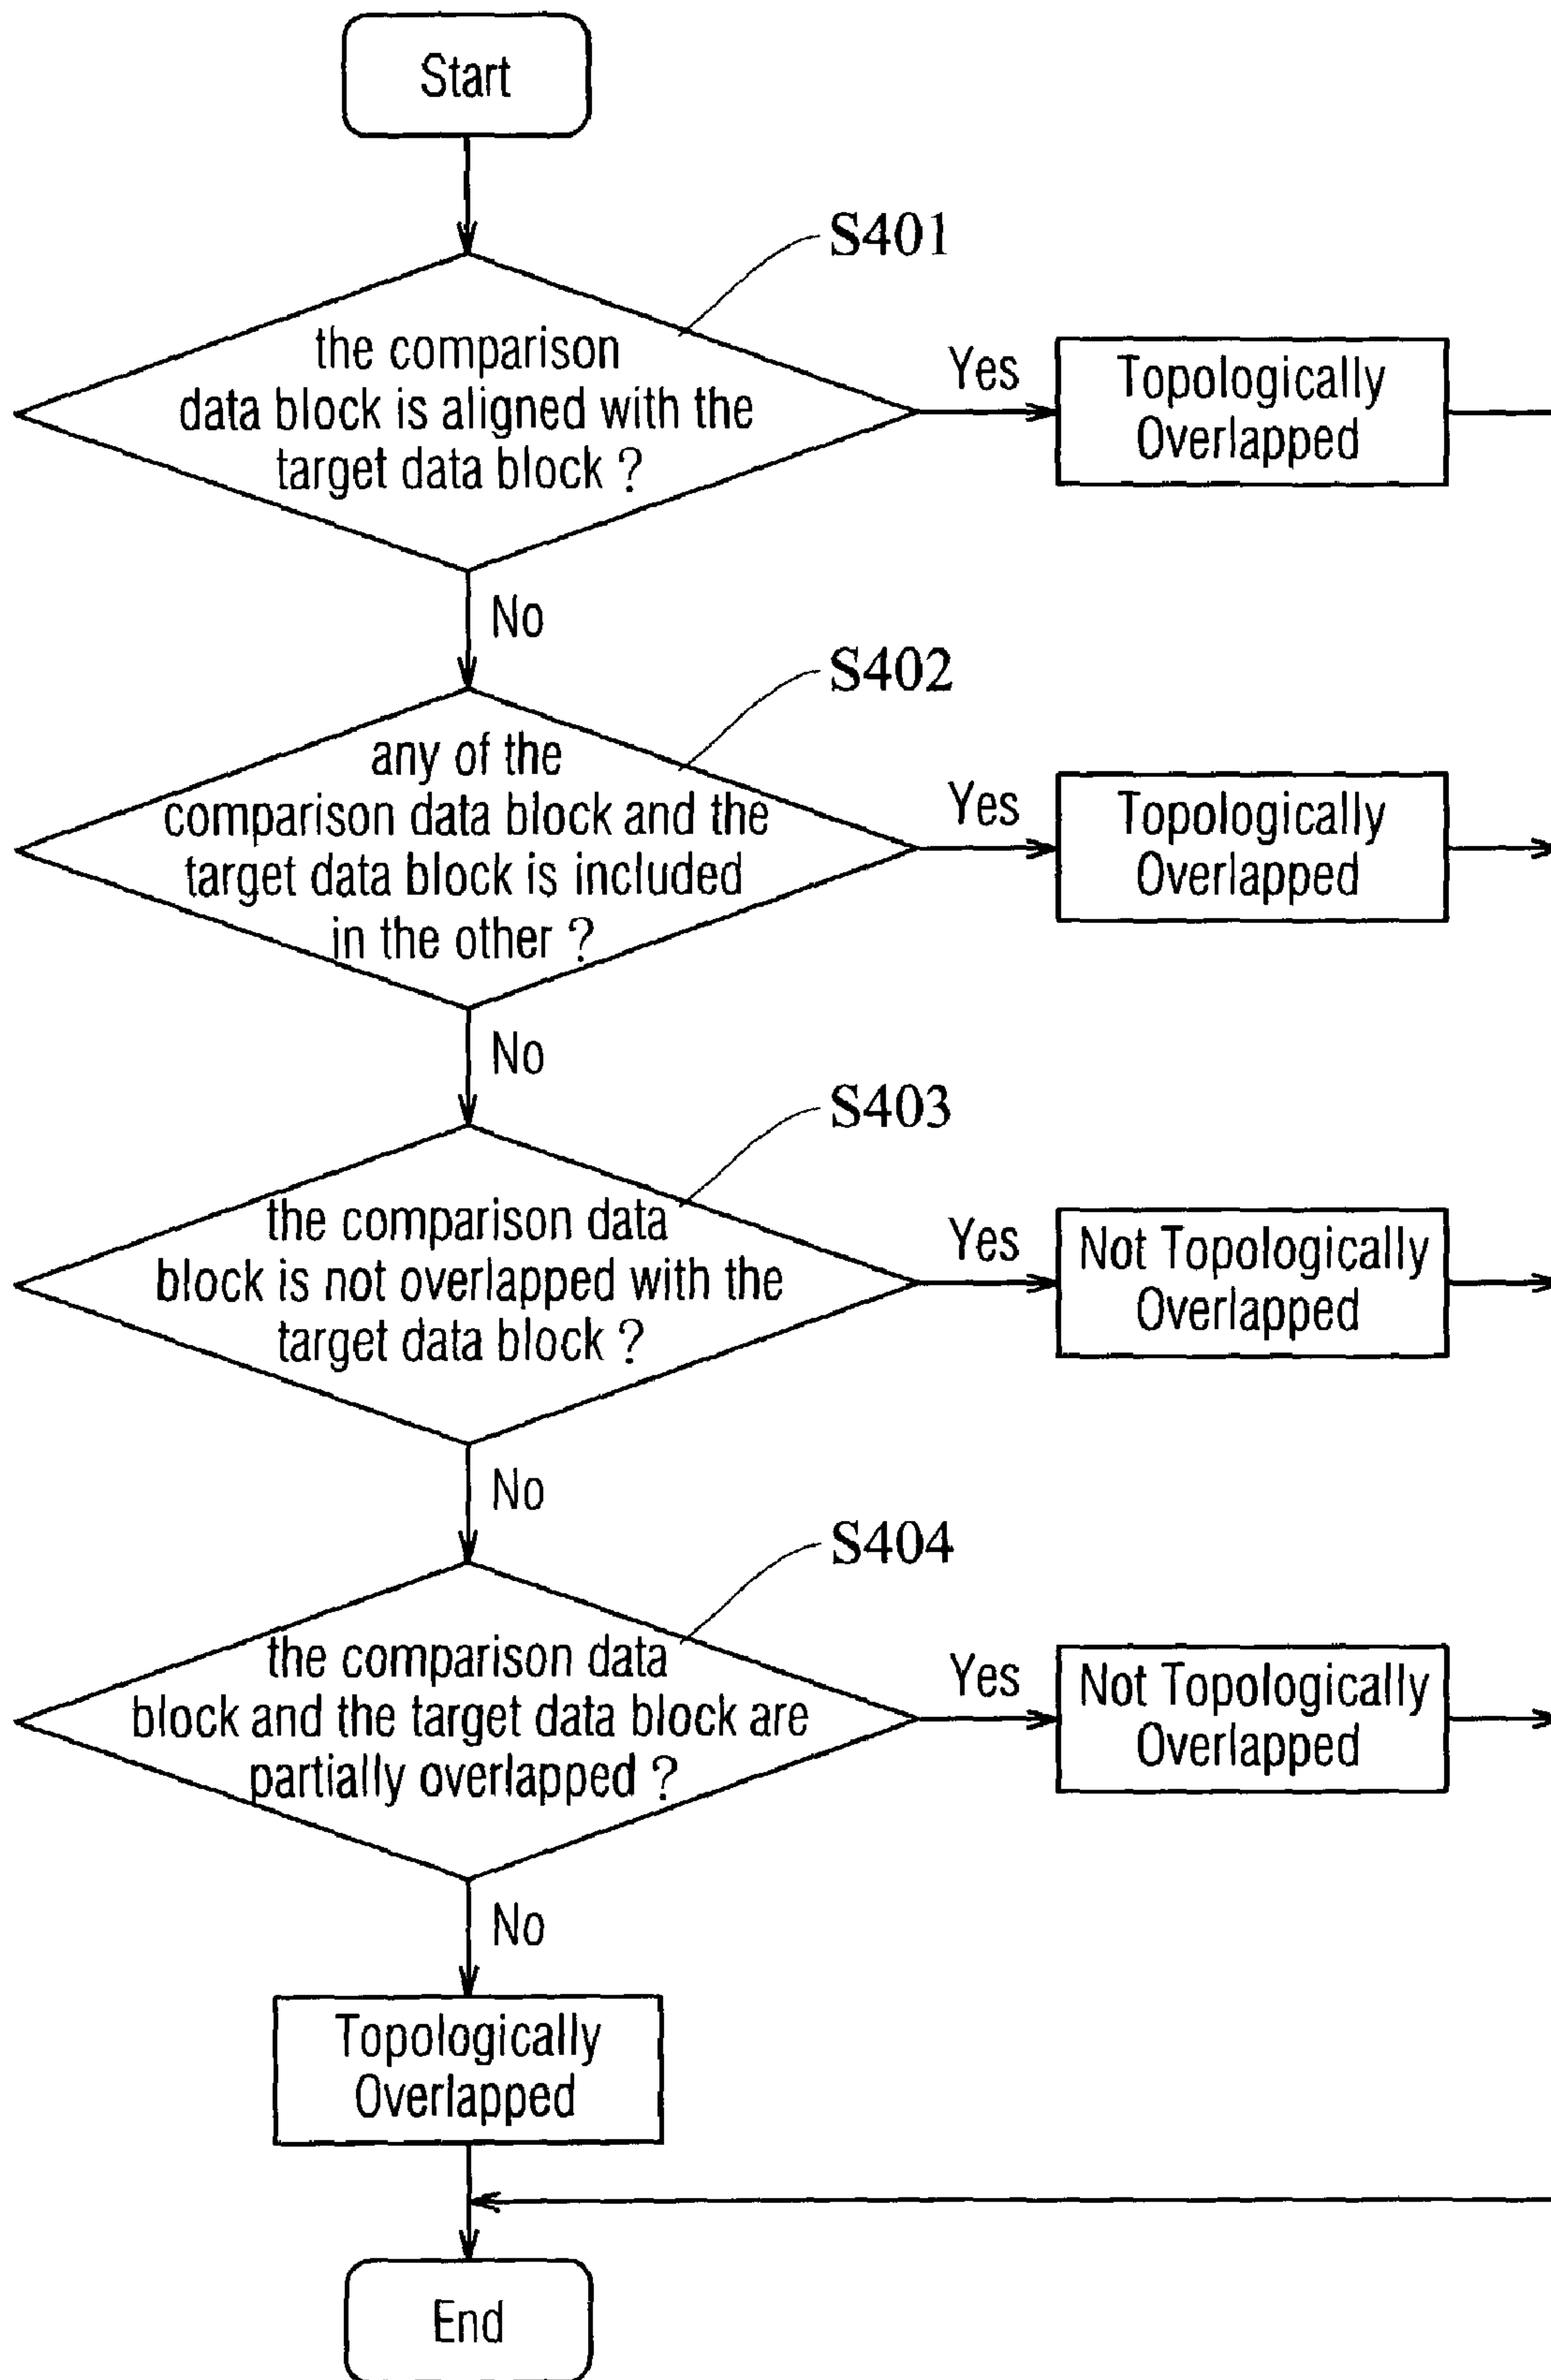 Start
S401
the comparison
data block is aligned with the
target data block ?
Yes
Topologically
Overlapped
No
S402
any of the
comparison data block and the
target data block is included
in the other ?
Yes
Topologically
Overlapped
No
S403
the comparison data
block is not overlapped with the
target data block ?
Yes
Not Topologically
Overlapped
No
S404
the comparison data
block and the target data block are
partially overlapped ?
Yes
Not Topologically
Overlapped
No
Topologically
Overlapped
End